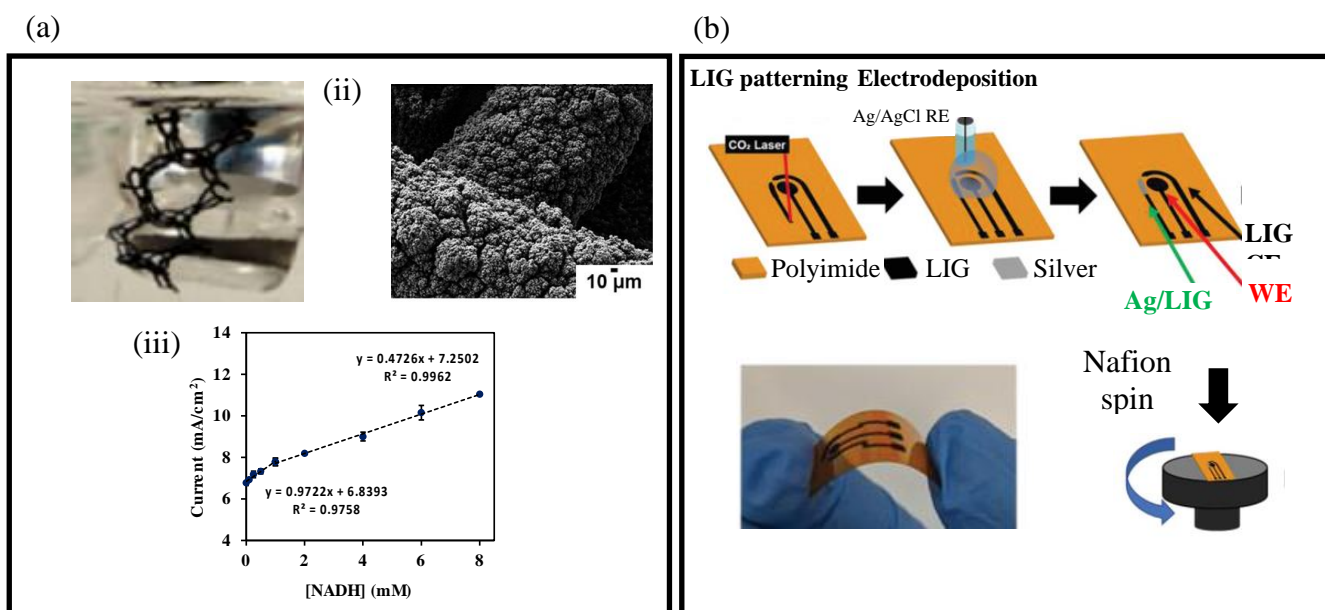 (a)
(ii)
10 µm
(iii)
14
12
10
8
6
4
Current (mA/cm²)
y = 0.4726x + 7.2502
R² = 0.9962
y = 0.9722x + 6.8393
R² = 0.9758
0 2 4 6 8
[NADH] (mM)
(b)
LIG patterning Electrodeposition
Ag/AgCl RE
CO₂ Laser
Polyimide LIG Silver
LIG
Ag/LIG
WE
Nafion
spin